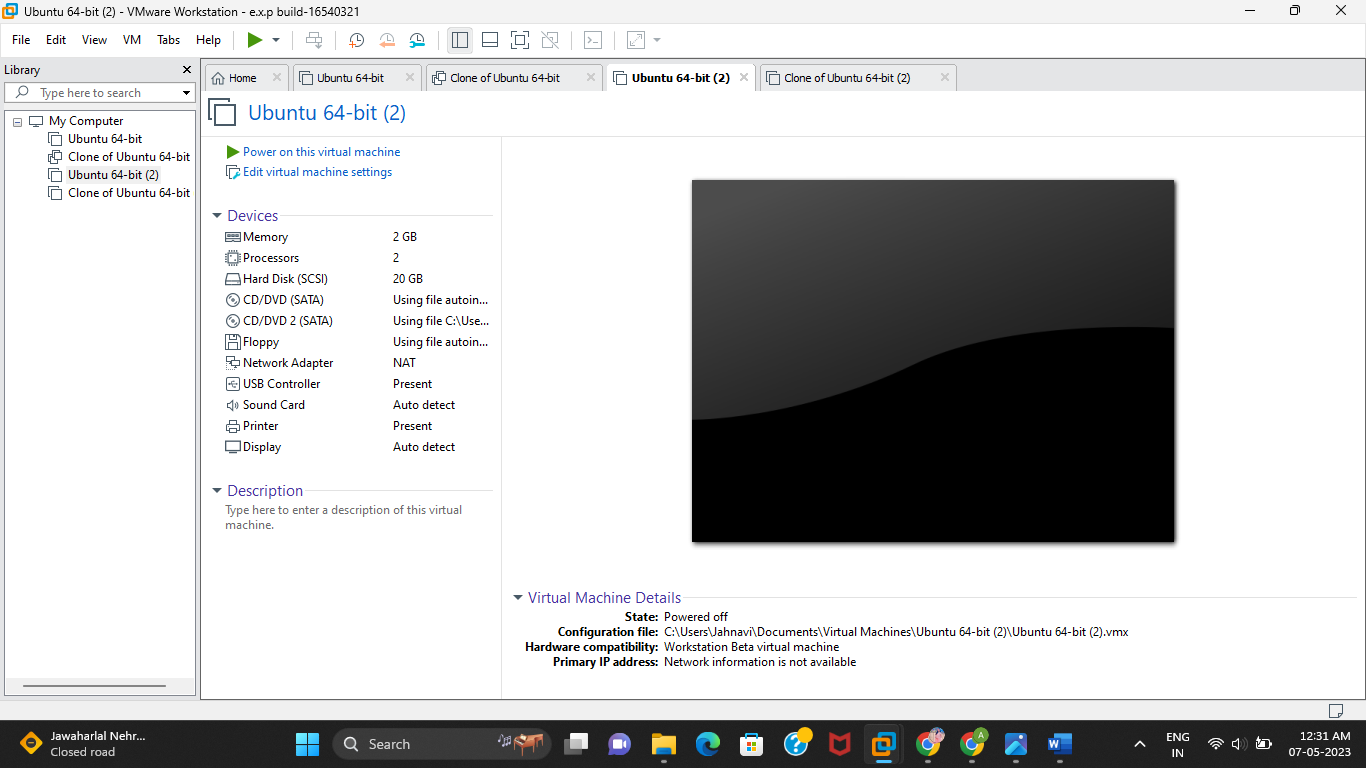 Ubuntu 64-bit (2) - VMware Workstation - e.x.p build-16540321
File Edit View VM Tabs Help
Library
Type here to search
My Computer
Ubuntu 64-bit
Clone of Ubuntu 64-bit
Ubuntu 64-bit (2)
Clone of Ubuntu 64-bit
Home
Ubuntu 64-bit
Clone of Ubuntu 64-bit
Ubuntu 64-bit (2)
Clone of Ubuntu 64-bit (2)
Ubuntu 64-bit (2)
Power on this virtual machine
Edit virtual machine settings
Devices
Memory 2 GB
Processors 2
Hard Disk (SCSI) 20 GB
CD/DVD (SATA) Using file autoin...
CD/DVD 2 (SATA) Using file C:\Use...
Floppy Using file autoin...
Network Adapter NAT
USB Controller Present
Sound Card Auto detect
Printer Present
Display Auto detect
Description
Type here to enter a description of this virtual
machine.
Virtual Machine Details
State: Powered off
Configuration file: C:\Users\Jahnavi\Documents\Virtual Machines\Ubuntu 64-bit (2)\Ubuntu 64-bit (2).vmx
Hardware compatibility: Workstation Beta virtual machine
Primary IP address: Network information is not available
Jawaharlal Nehr...
Closed road
Search
A
ENG
IN
12:31 AM
07-05-2023